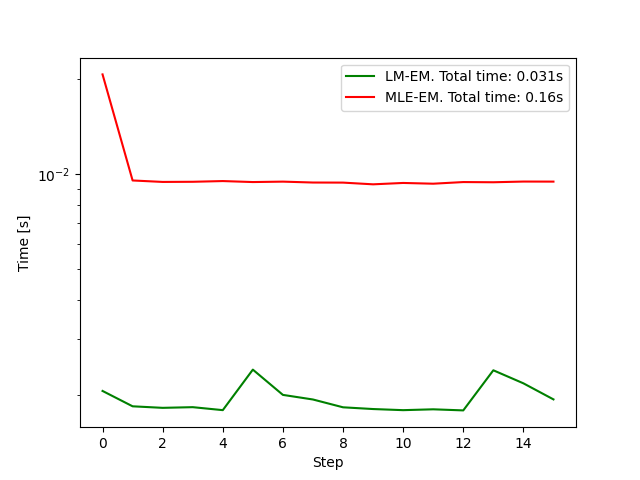 LM-EM. Total time: 0.031s
MLE-EM. Total time: 0.16s
10⁻²
Time [s]
0 2 4 6 8 10 12 14
Step